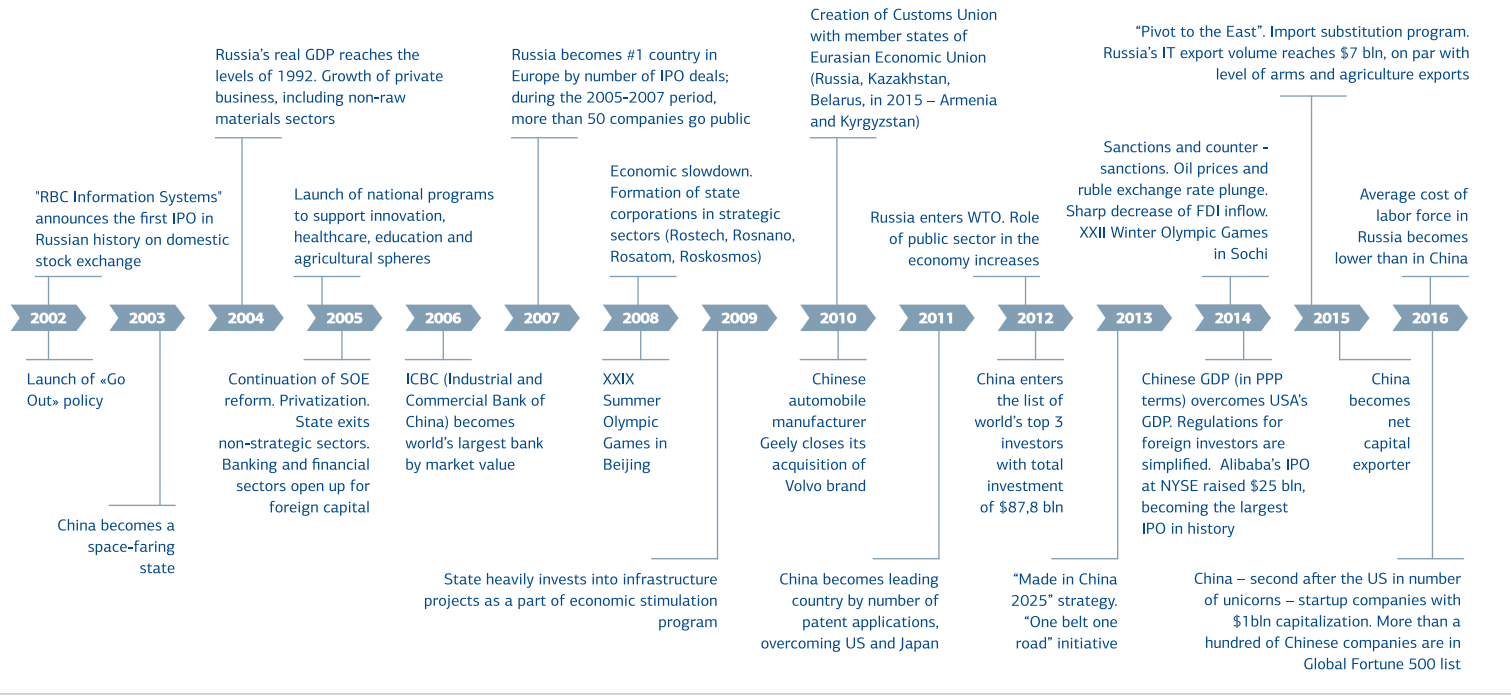 Russia's real GDP reaches the
levels of 1992. Growth of private
business, including non-raw
materials sectors
Russia becomes #1 country in
Europe by number of IPO deals;
during the 2005-2007 period,
more than 50 companies go public
Creation of Customs Union
with member states of
Eurasian Economic Union
(Russia, Kazakhstan,
Belarus, in 2015 – Armenia
and Kyrgyzstan)
“Pivot to the East”. Import substitution program.
Russia's IT export volume reaches $7 bln, on par with
level of arms and agriculture exports
"RBC Information Systems"
announces the first IPO in
Russian history on domestic
stock exchange
Launch of national programs
to support innovation,
healthcare, education and
agricultural spheres
Economic slowdown.
Formation of state
corporations in strategic
sectors (Rostech, Rosnano,
Rosatom, Roskosmos)
Russia enters WTO. Role
of public sector in the
economy increases
Sanctions and counter -
sanctions. Oil prices and
ruble exchange rate plunge.
Sharp decrease of FDI inflow.
XXII Winter Olympic Games
in Sochi
Average cost of
labor force in
Russia becomes
lower than in China
2002 2003 2004 2005 2006 2007 2008 2009 2010 2011 2012 2013 2014 2015 2016
Launch of «Go
Out» policy
China becomes a
space-faring
state
Continuation of SOE
reform. Privatization.
State exits
non-strategic sectors.
Banking and financial
sectors open up for
foreign capital
ICBC (Industrial and
Commercial Bank of
China) becomes
world's largest bank
by market value
XXIX
Summer
Olympic
Games in
Beijing
State heavily invests into infrastructure
projects as a part of economic stimulation
program
Chinese
automobile
manufacturer
Geely closes its
acquisition of
Volvo brand
China becomes leading
country by number of
patent applications,
overcoming US and Japan
China enters
the list of
world's top 3
investors
with total
investment
of $87,8 bln
“Made in China
2025” strategy.
“One belt one
road” initiative
Chinese GDP (in PPP
terms) overcomes USA's
GDP. Regulations for
foreign investors are
simplified. Alibaba's IPO
at NYSE raised $25 bln,
becoming the largest
IPO in history
China
becomes
net
capital
exporter
China – second after the US in number
of unicorns – startup companies with
$1bln capitalization. More than a
hundred of Chinese companies are in
Global Fortune 500 list